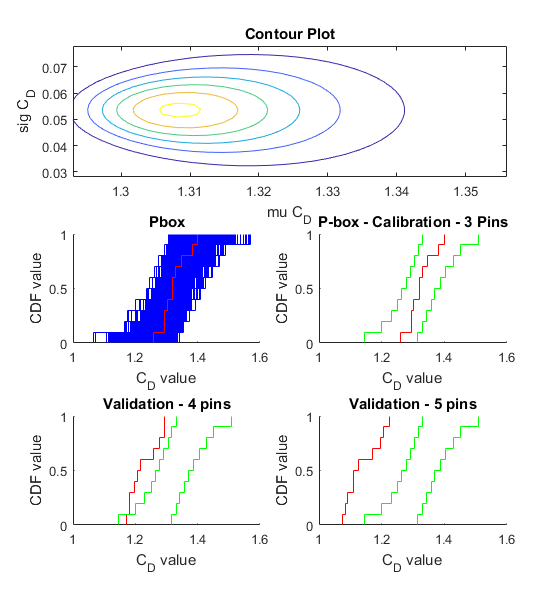 Contour Plot
sig C_D
0.07
0.06
0.05
0.04
0.03
1.3
1.31
1.32
1.33
1.34
1.35
mu C_D
Pbox
CDF value
1
0.5
0
1
1.2
1.4
1.6
C_D value
P-box - Calibration - 3 Pins
CDF value
1
0.5
0
1
1.2
1.4
1.6
C_D value
Validation - 4 pins
CDF value
1
0.5
0
1
1.2
1.4
1.6
C_D value
Validation - 5 pins
CDF value
1
0.5
0
1
1.2
1.4
1.6
C_D value